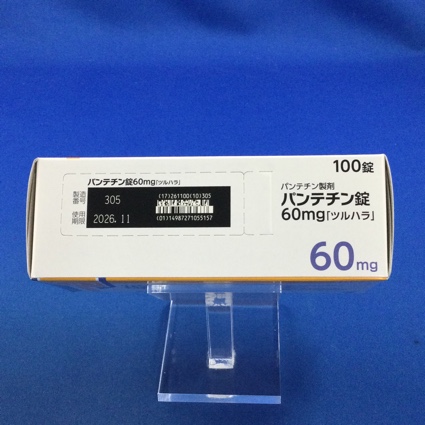 パンテチン錠60mg「ツルハラ」
製造番号 305
使用期限 2026.11
(17)261100(10)305
(01)14987271055157
100錠
パンテチン製剤
パンテチン錠
60mg「ツルハラ」
60mg